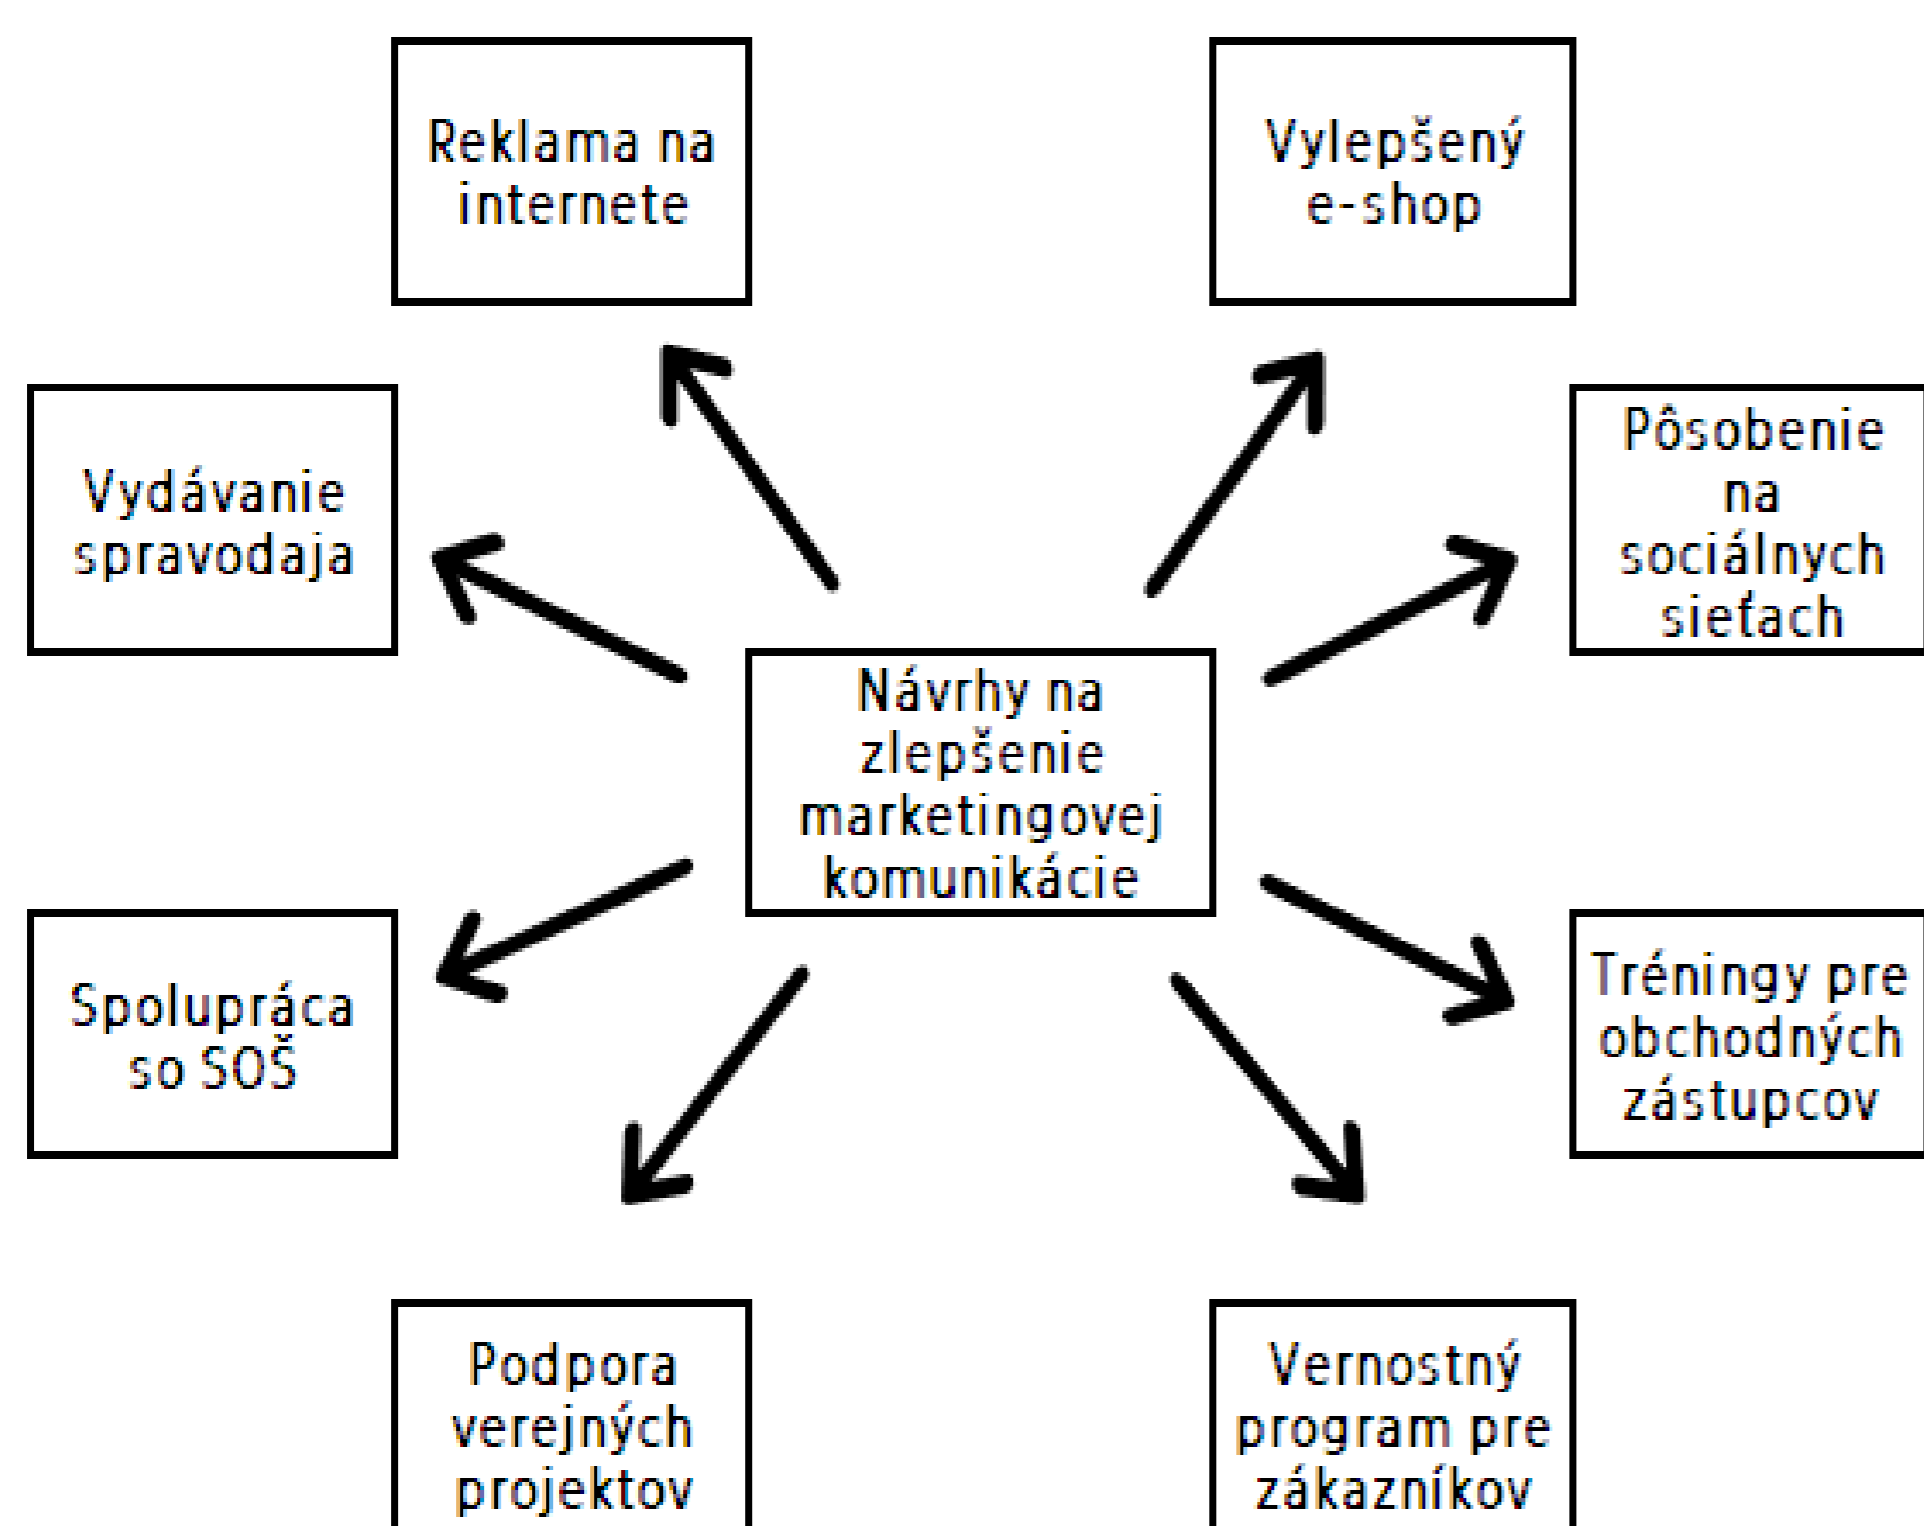 Reklama na
internete
Vylepšený
e-shop
Vydávanie
spravodaja
Pôsobenie
na
sociálnych
sieťach
Návrhy na
zlepšenie
marketingovej
komunikácie
Spolupráca
so SOŠ
Tréningy pre
obchodných
zástupcov
Podpora
verejných
projektov
Vernostný
program pre
zákazníkov